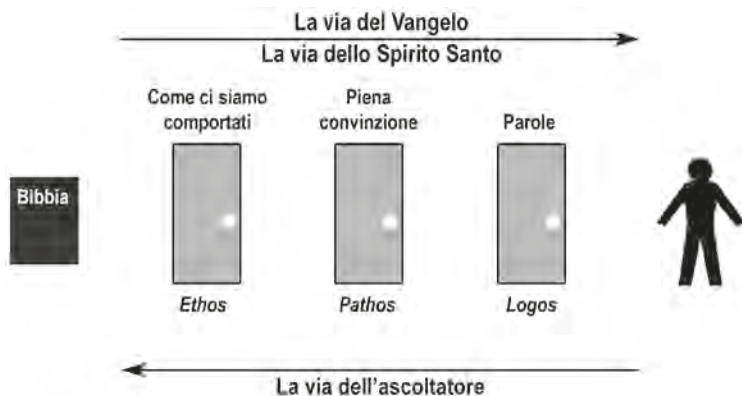 La via del Vangelo
La via dello Spirito Santo
Come ci siamo
comportati
Piena
convinzione
Parole
Bibbia
Ethos
Pathos
Logos
La via dell'ascoltatore